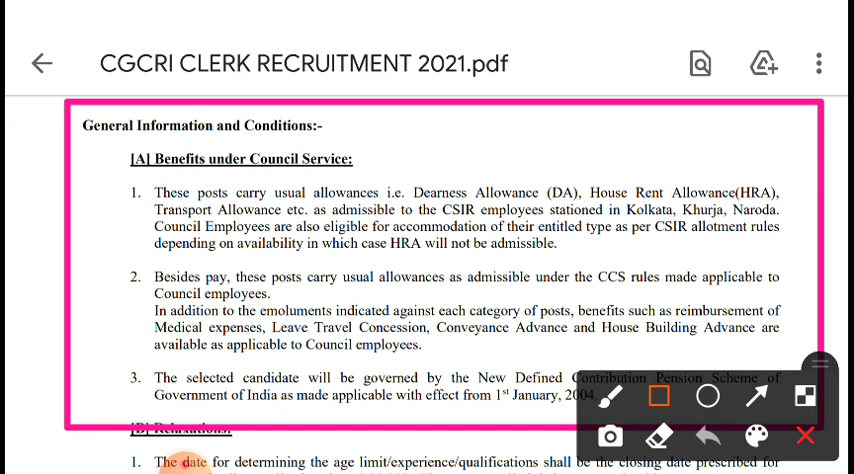 CGCRI CLERK RECRUITMENT 2021.pdf
General Information and Conditions:-
[A] Benefits under Council Service:
1. These posts carry usual allowances i.e. Dearness Allowance (DA), House Rent Allowance(HRA),
Transport Allowance etc. as admissible to the CSIR employees stationed in Kolkata, Khurja, Naroda.
Council Employees are also eligible for accommodation of their entitled type as per CSIR allotment rules
depending on availability in which case HRA will not be admissible.
2. Besides pay, these posts carry usual allowances as admissible under the CCS rules made applicable to
Council employees.
In addition to the emoluments indicated against each category of posts, benefits such as reimbursement of
Medical expenses, Leave Travel Concession, Conveyance Advance and House Building Advance are
available as applicable to Council employees.
3. The selected candidate will be governed by the New Defined Contribution Pension Scheme of
Government of India as made applicable with effect from 1st January, 2004.
[B] Relaxations:
1. The date for determining the age limit/experience/qualifications shall be the closing date prescribed for